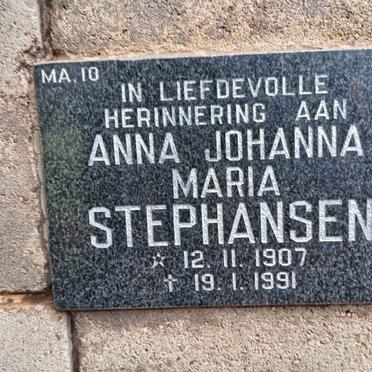 MA. 10
IN LIEFDEVOLLE
HERINNERING AAN
ANNA JOHANNA
MARIA
STEPHANSEN
☆ 12. 11. 1907
✝ 19. 1. 1991